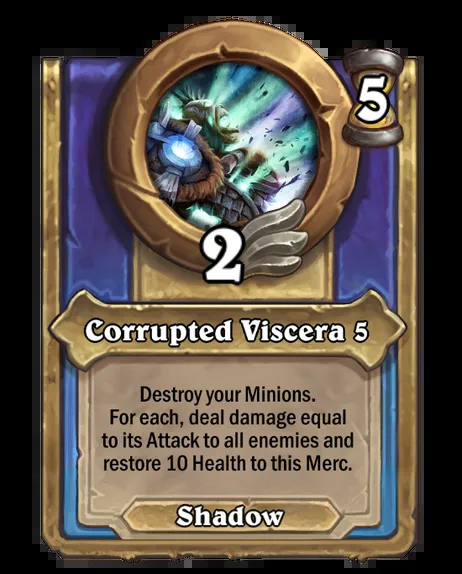 5
2
Corrupted Viscera 5
Destroy your Minions.
For each, deal damage equal
to its Attack to all enemies and
restore 10 Health to this Merc.
Shadow